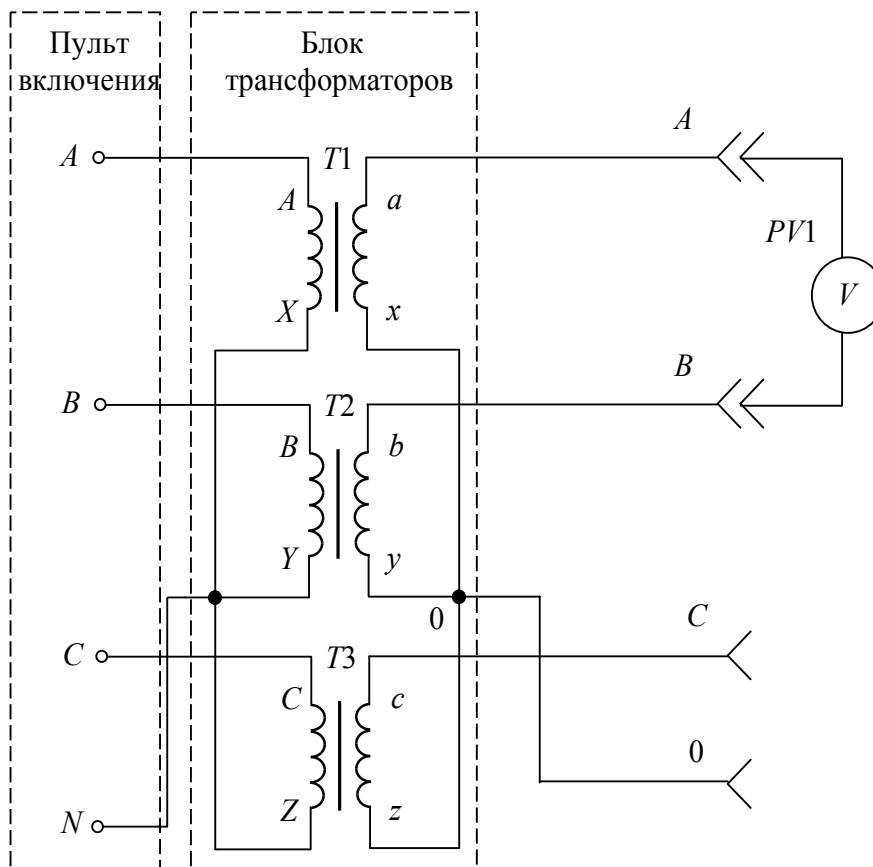 Пульт
включения
Блок
трансформаторов
A
A
T1
A
a
PV1
V
X
x
B
B
T2
B
b
Y
y
0
C
C
T3
C
c
0
Z
z
N